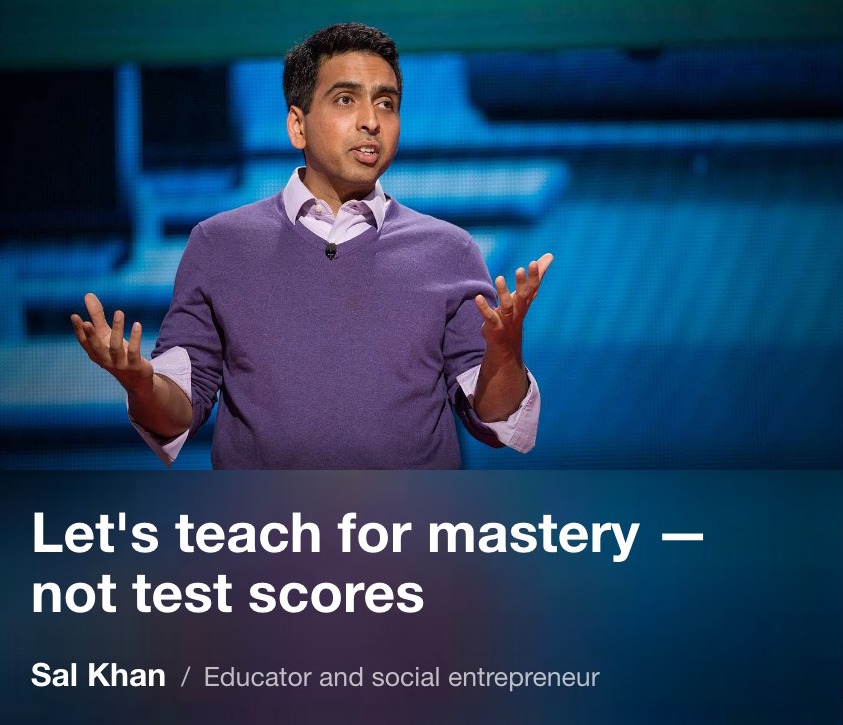 Let's teach for mastery —
not test scores
Sal Khan / Educator and social entrepreneur